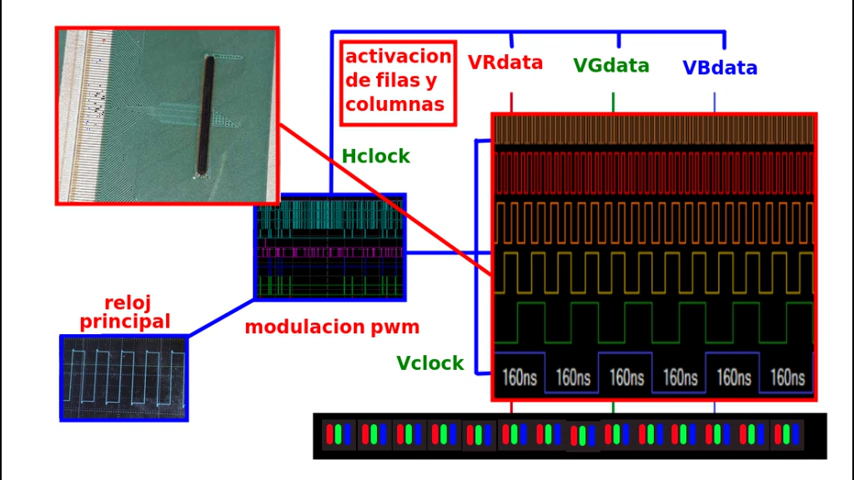 activacion
de filas y
columnas
VRdata
VGdata
VBdata
Hclock
reloj
principal
modulacion pwm
Vclock
160ns 160ns 160ns 160ns 160ns 160ns